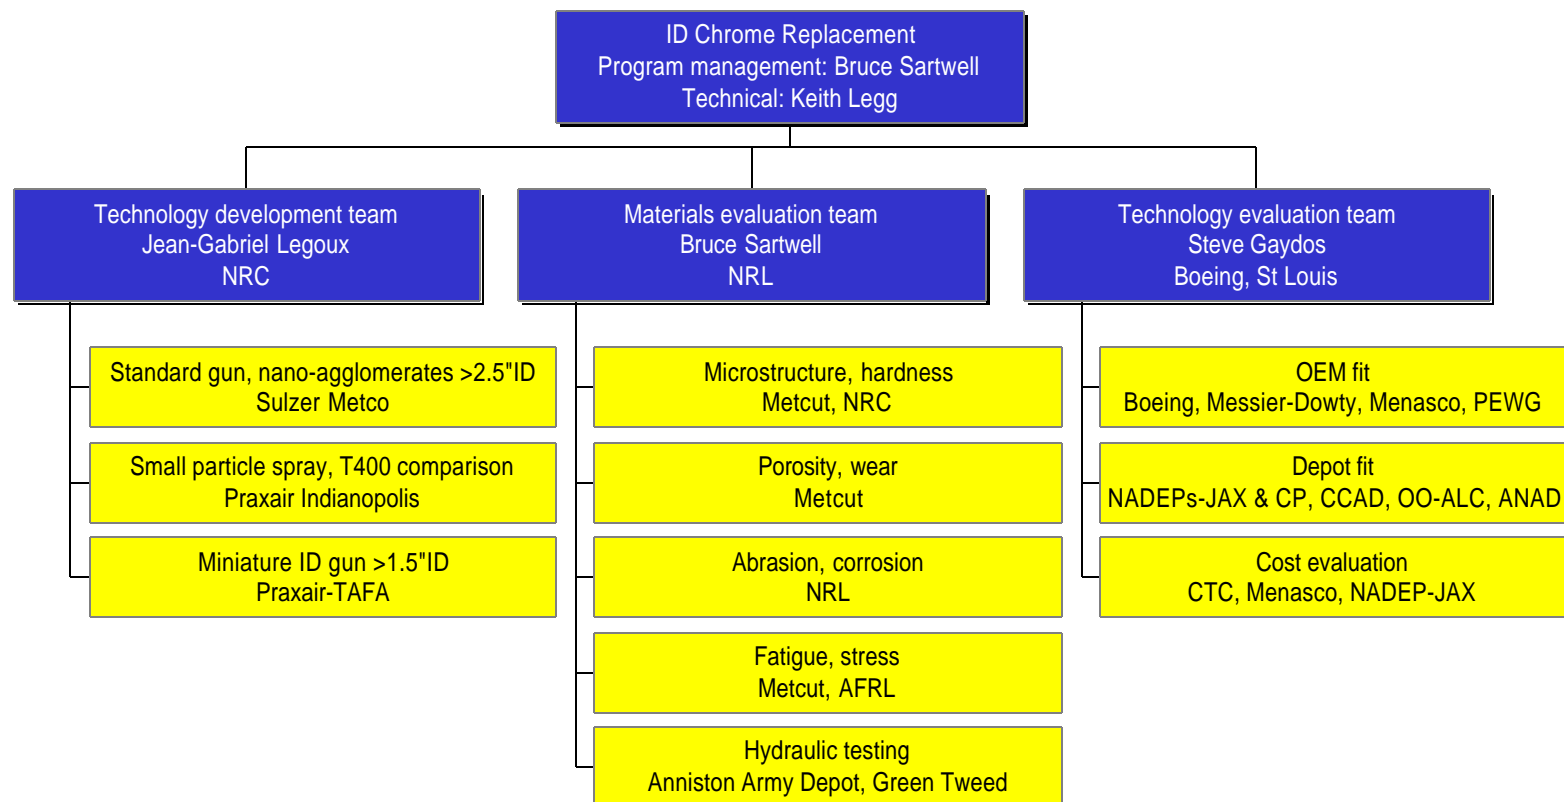 ID Chrome Replacement
Program management: Bruce Sartwell
Technical: Keith Legg
Technology development team
Jean-Gabriel Legoux
NRC
Materials evaluation team
Bruce Sartwell
NRL
Technology evaluation team
Steve Gaydos
Boeing, St Louis
Standard gun, nano-agglomerates >2.5"ID
Sulzer Metco
Small particle spray, T400 comparison
Praxair Indianopolis
Miniature ID gun >1.5"ID
Praxair-TAFA
Microstructure, hardness
Metcut, NRC
Porosity, wear
Metcut
Abrasion, corrosion
NRL
Fatigue, stress
Metcut, AFRL
Hydraulic testing
Anniston Army Depot, Green Tweed
OEM fit
Boeing, Messier-Dowty, Menasco, PEWG
Depot fit
NADEPs-JAX & CP, CCAD, OO-ALC, ANAD
Cost evaluation
CTC, Menasco, NADEP-JAX